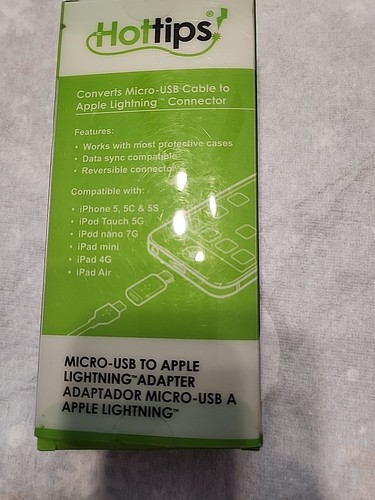 Hottips®
Converts Micro-USB Cable to
Apple Lightning™ Connector
Features:
• Works with most protective cases
• Data sync compatible
• Reversible connector
Compatible with:
• iPhone 5, 5C & 5S
• iPod Touch 5G
• iPod nano 7G
• iPad mini
• iPad 4G
• iPad Air
MICRO-USB TO APPLE
LIGHTNING™ ADAPTER
ADAPTADOR MICRO-USB A
APPLE LIGHTNING™